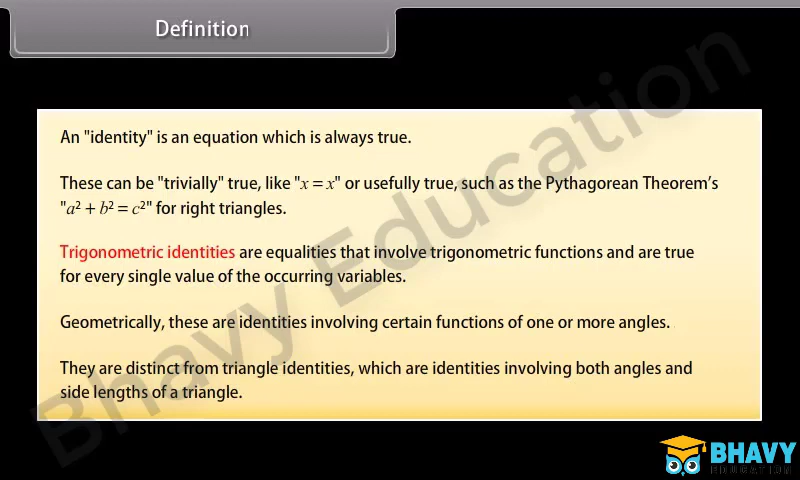 Definition
An "identity" is an equation which is always true.
These can be "trivially" true, like "x = x" or usefully true, such as the Pythagorean Theorem's
"a² + b² = c²" for right triangles.
Trigonometric identities are equalities that involve trigonometric functions and are true
for every single value of the occurring variables.
Geometrically, these are identities involving certain functions of one or more angles.
They are distinct from triangle identities, which are identities involving both angles and
side lengths of a triangle.
Bhavy Education
BHAVY
EDUCATION